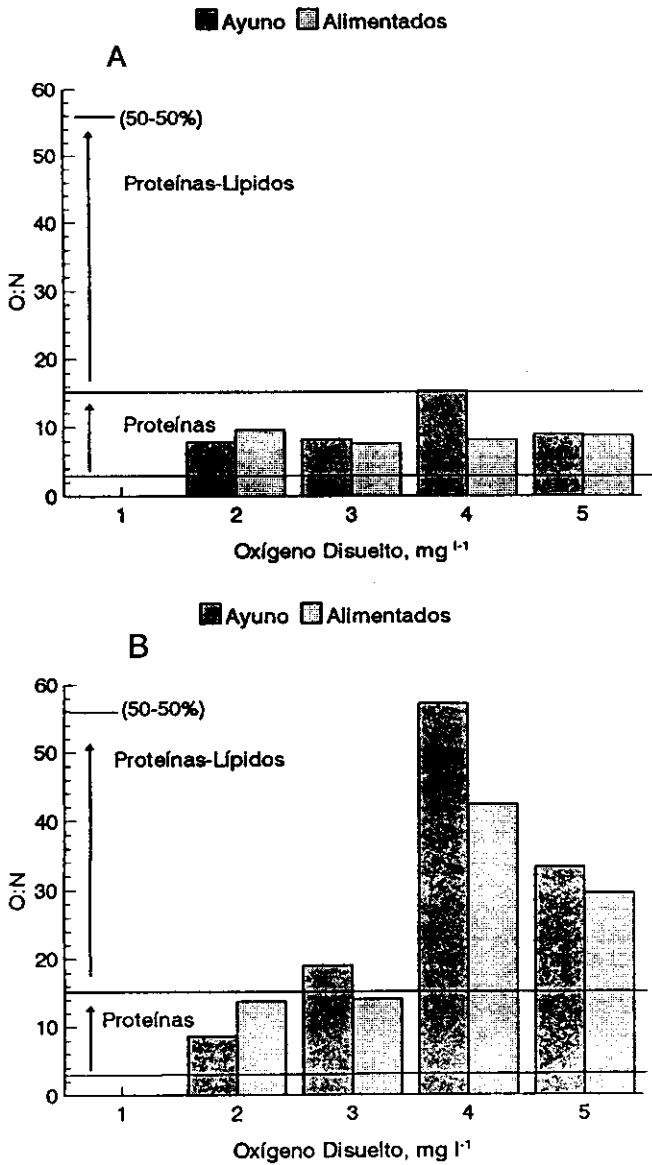 Ayuno Alimentados
A
60
(50-50%)
50
Proteínas-Lípidos
40
O:N
30
20
Proteínas
10
0
1 2 3 4 5
Oxígeno Disuelto, mg l-1
Ayuno Alimentados
B
60
(50-50%)
50
Proteínas-Lípidos
40
O:N
30
20
Proteínas
10
0
1 2 3 4 5
Oxígeno Disuelto, mg l-1